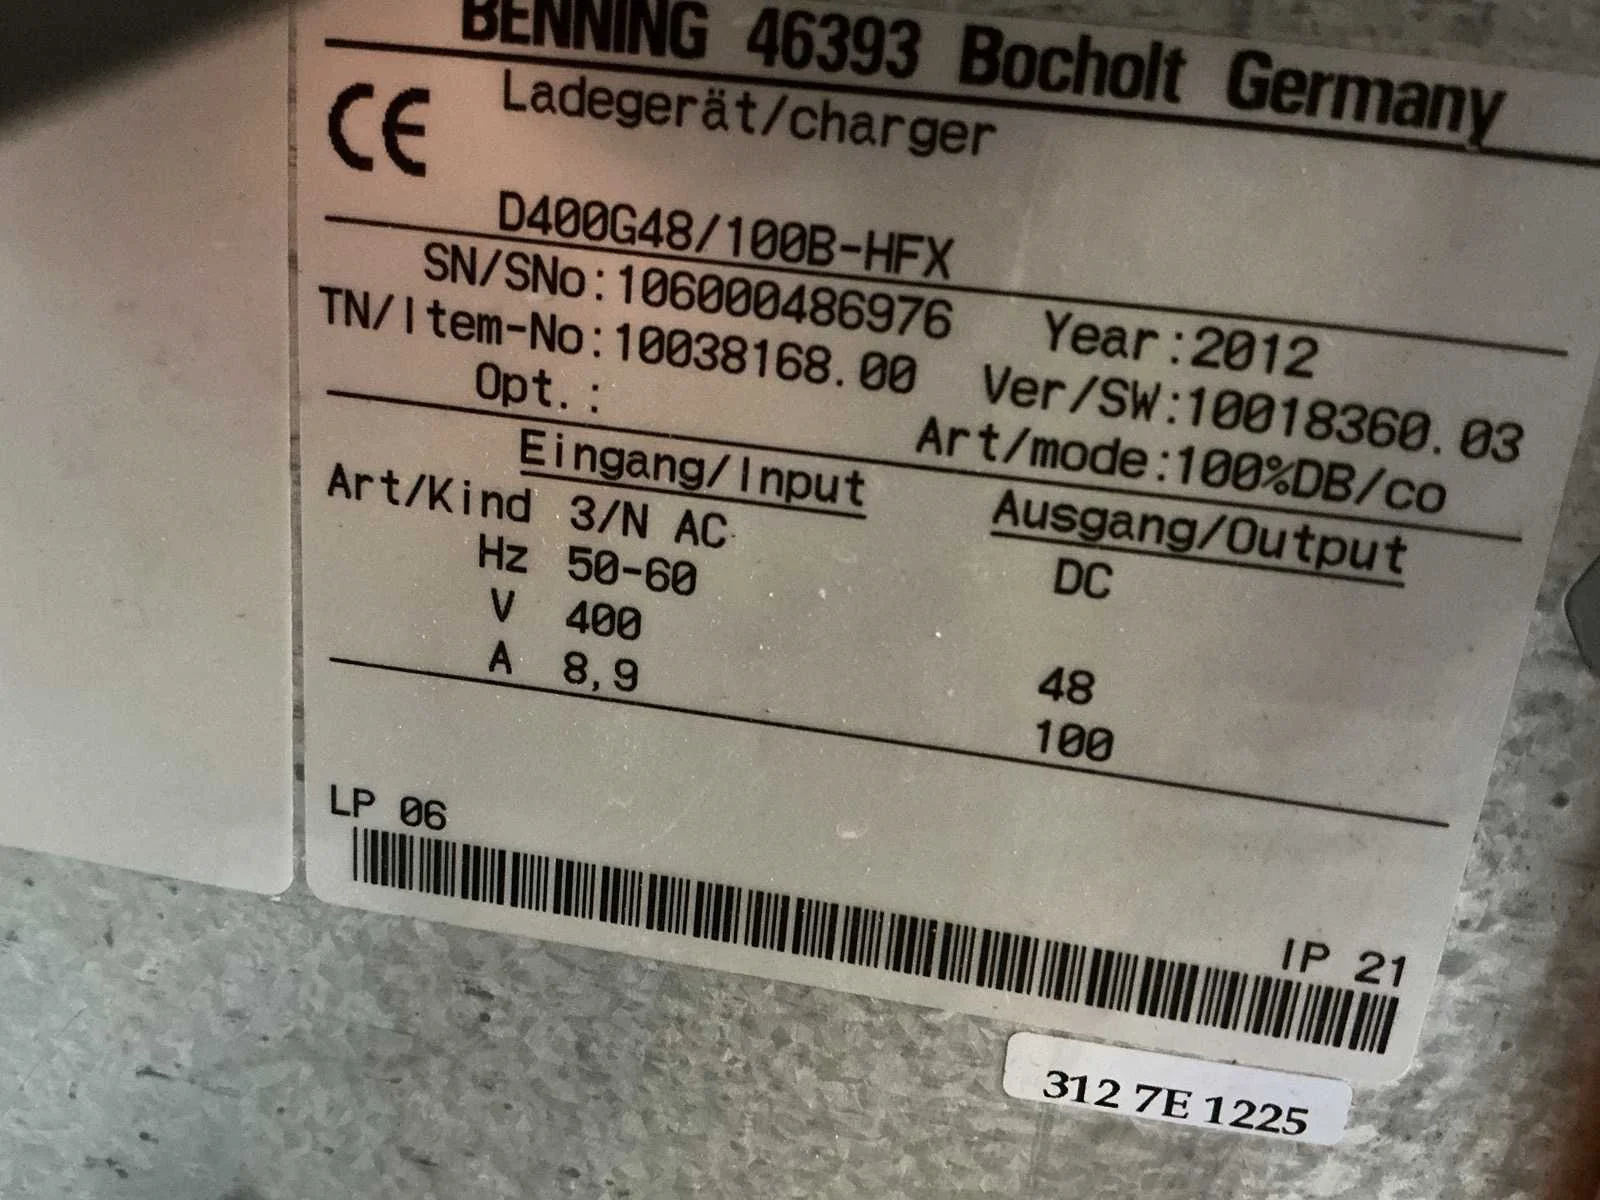 BENNING 46393 Bocholt Germany
CE Ladegerät/charger
D400G48/100B-HFX
SN/SNo:106000486976 Year:2012
TN/Item-No:10038168.00 Ver/SW:10018360.03
Opt.: Art/mode:100%DB/co
Eingang/Input Ausgang/Output
Art/Kind 3/N AC DC
Hz 50-60
V 400 48
A 8,9 100
LP 06 IP 21
312 7E 1225